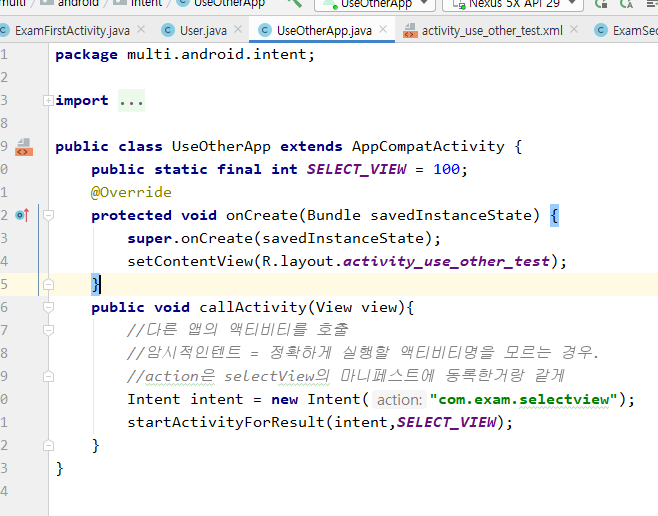 multi android intent UseOtherApp UseOtherApp Nexus 5X API 29
ExamFirstActivity.java User.java UseOtherApp.java activity_use_other_test.xml ExamSec
1 package multi.android.intent;
2
3 import ...
8
9 public class UseOtherApp extends AppCompatActivity {
0 public static final int SELECT_VIEW = 100;
1 @Override
2 protected void onCreate(Bundle savedInstanceState) {
3 super.onCreate(savedInstanceState);
4 setContentView(R.layout.activity_use_other_test);
5 }
6 public void callActivity(View view){
7 //다른 앱의 액티비티를 호출
8 //암시적인텐트 = 정확하게 실행할 액티비티명을 모르는 경우.
9 //action은 selectView의 마니페스트에 등록한거랑 같게
0 Intent intent = new Intent( action: "com.exam.selectview");
1 startActivityForResult(intent,SELECT_VIEW);
2 }
3 }
4